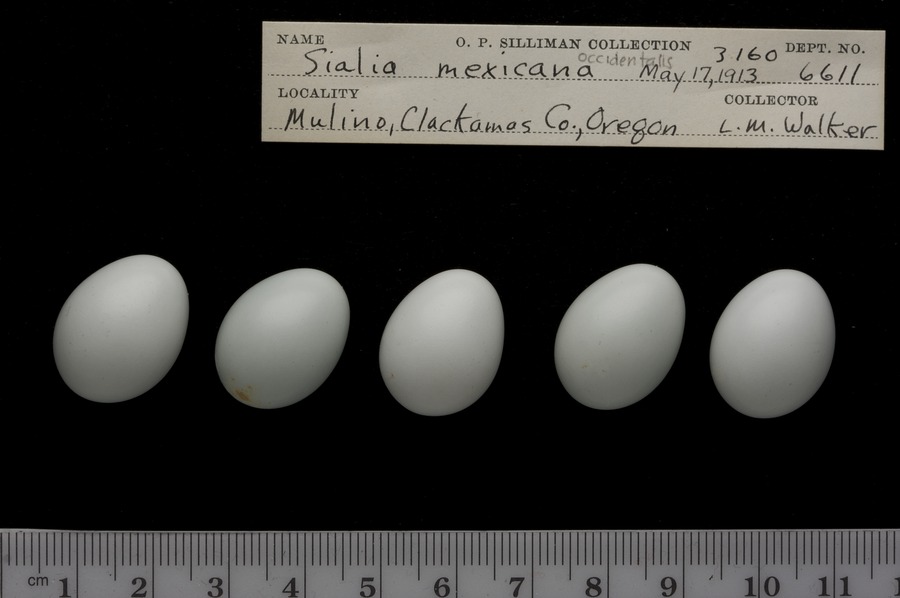 NAME O. P. SILLIMAN COLLECTION DEPT. NO.
Sialia mexicana occidentalis 3160 May 17, 1913 6611
LOCALITY COLLECTOR
Mulino, Clackamas Co., Oregon L. M. Walker
cm 1 2 3 4 5 6 7 8 9 10 11